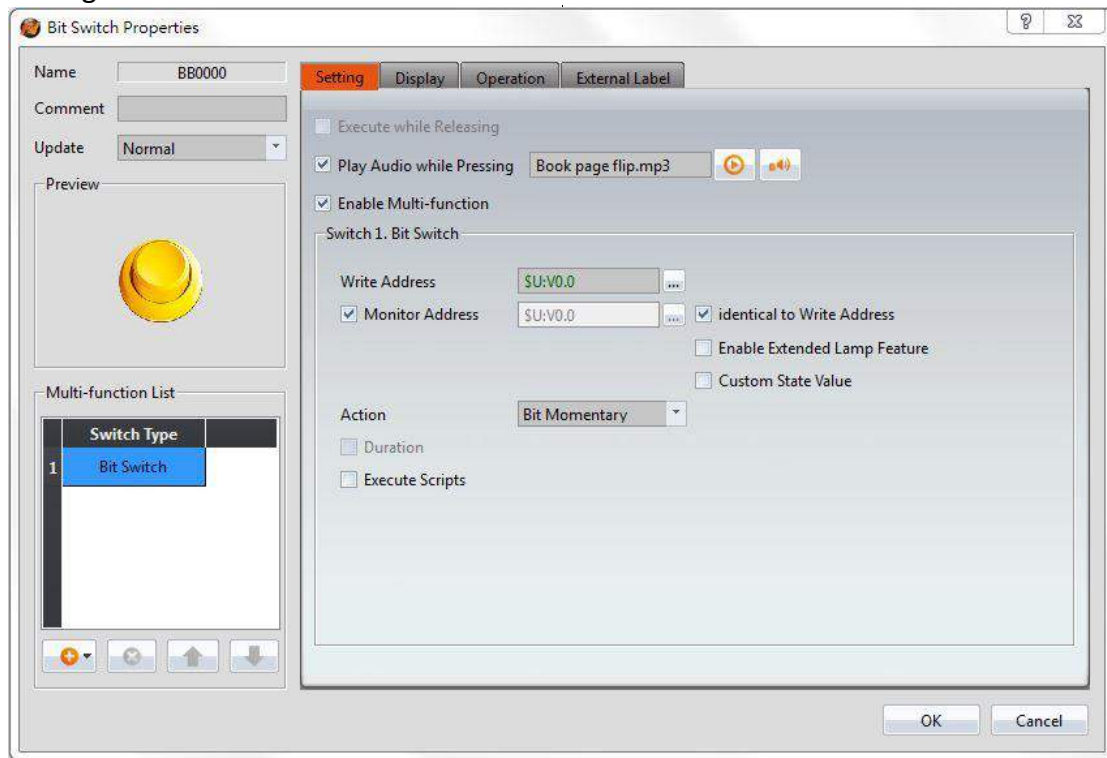 Bit Switch Properties
Name BB0000
Comment
Update Normal
Preview
Multi-function List
Switch Type
1 Bit Switch
Setting Display Operation External Label
Execute while Releasing
Play Audio while Pressing Book page flip.mp3
Enable Multi-function
Switch 1. Bit Switch
Write Address $U:V0.0 ...
Monitor Address $U:V0.0 ... identical to Write Address
Enable Extended Lamp Feature
Custom State Value
Action Bit Momentary
Duration
Execute Scripts
OK Cancel